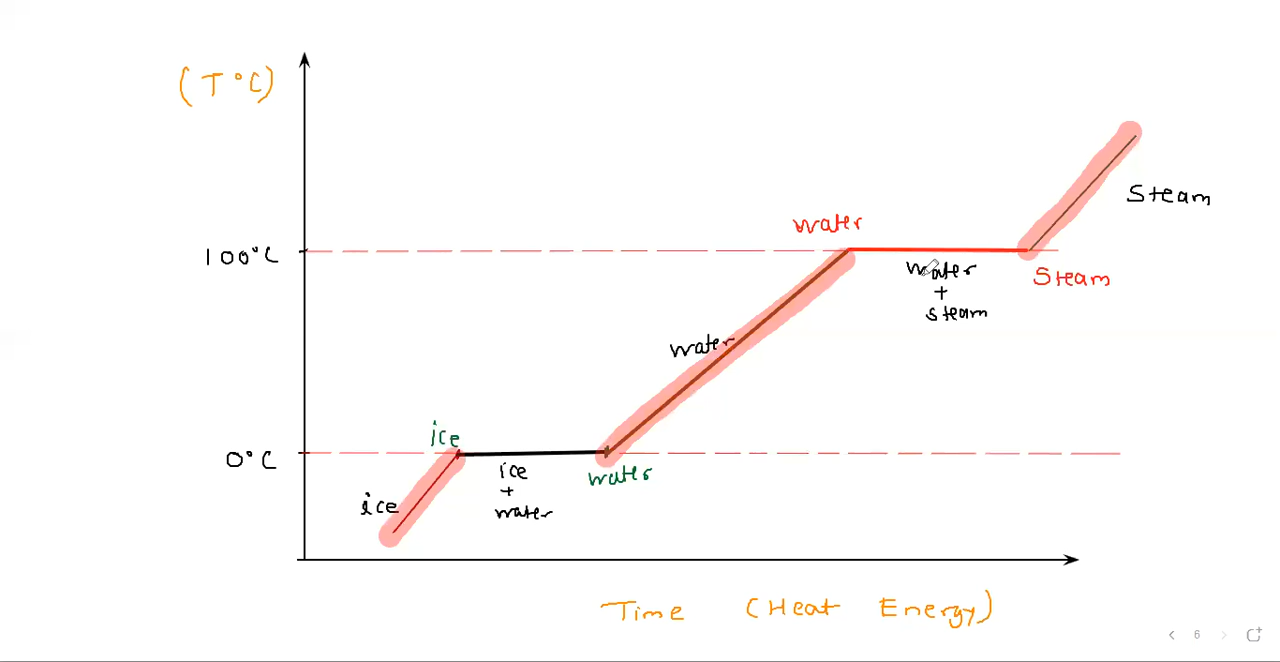 (T°C)
Steam
water
100°C
water
+
steam
Steam
water
ice
0°C
ice
+
water
water
ice
Time (Heat Energy)
6